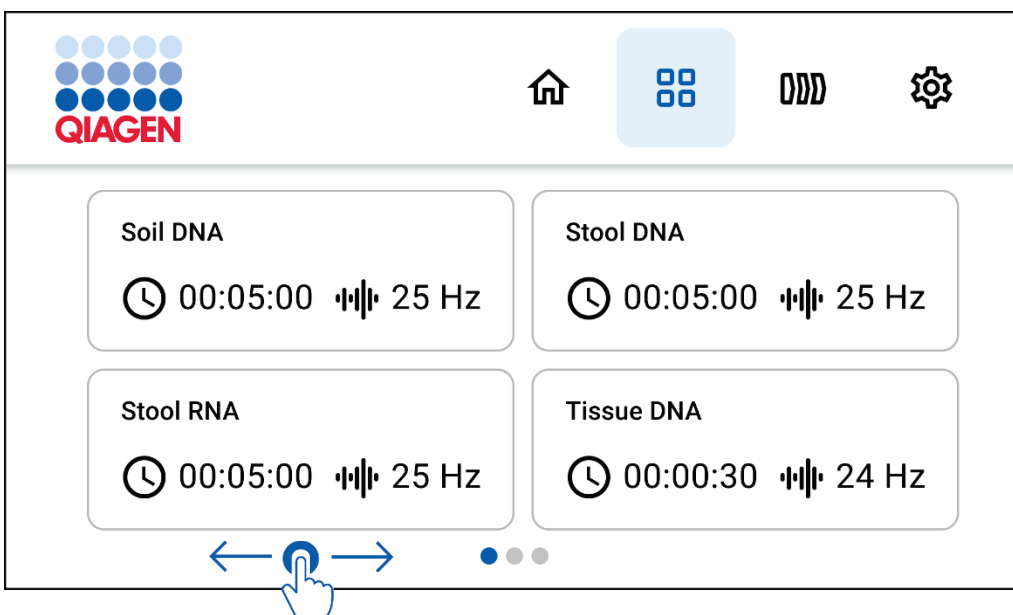 QIAGEN
Soil DNA
00:05:00 25 Hz
Stool DNA
00:05:00 25 Hz
Stool RNA
00:05:00 25 Hz
Tissue DNA
00:00:30 24 Hz